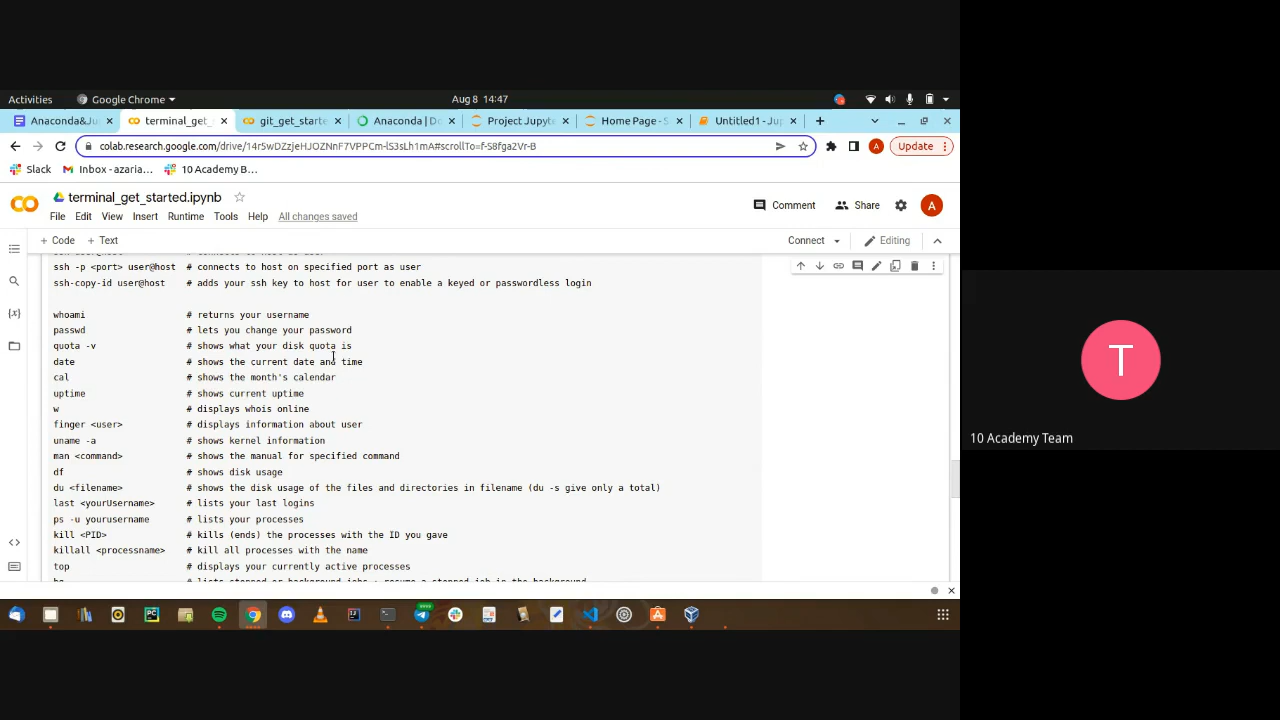 Activities
Google Chrome
Aug 8 14:47
Anaconda&Ju
terminal_get_
git_get_starte
Anaconda | Do
Project Jupyte
Home Page - S
Untitled1 - Jup
colab.research.google.com/drive/14r5wDZzjeHJOZNnF7VPPCm-lS3sLh1mA#scrollTo=f-S8fga2Vr-B
A
Update
Slack
Inbox - azaria...
10 Academy B...
terminal_get_started.ipynb
Comment
Share
A
File Edit View Insert Runtime Tools Help All changes saved
+ Code + Text
Connect
Editing
ssh -p <port> user@host # connects to host on specified port as user
ssh-copy-id user@host # adds your ssh key to host for user to enable a keyed or passwordless login
whoami # returns your username
passwd # lets you change your password
quota -v # shows what your disk quota is
date # shows the current date and time
cal # shows the month's calendar
uptime # shows current uptime
w # displays whois online
finger <user> # displays information about user
uname -a # shows kernel information
man <command> # shows the manual for specified command
df # shows disk usage
du <filename> # shows the disk usage of the files and directories in filename (du -s give only a total)
last <yourUsername> # lists your last logins
ps -u yourusername # lists your processes
kill <PID> # kills (ends) the processes with the ID you gave
killall <processname> # kill all processes with the name
top # displays your currently active processes
T
10 Academy Team